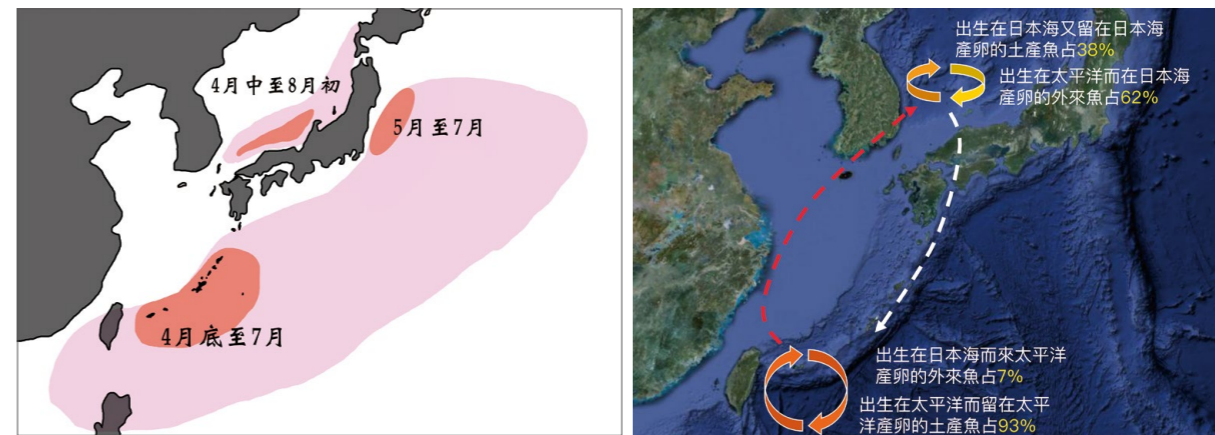 4月中至8月初
5月至7月
4月底至7月
出生在日本海又留在日本海
產卵的土產魚占38%
出生在太平洋而在日本海
產卵的外來魚占62%
出生在日本海而來太平洋
產卵的外來魚占7%
出生在太平洋而留在太平
洋產卵的土產魚占93%